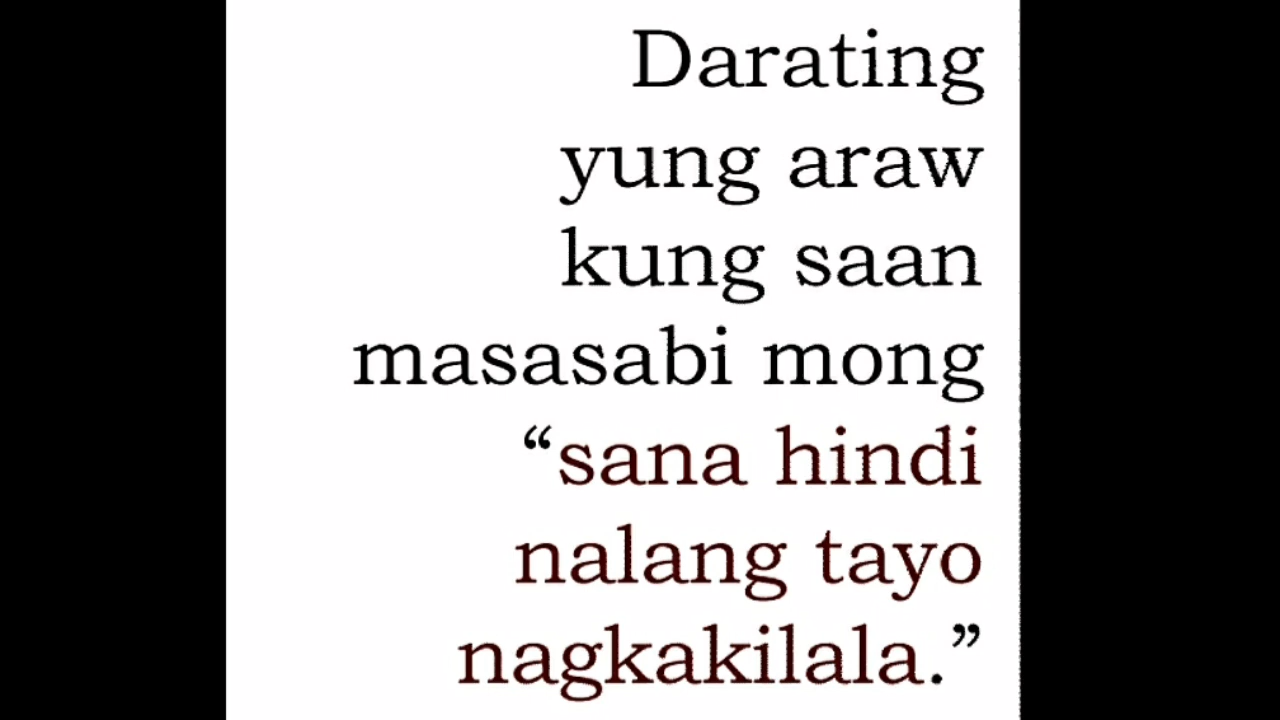 Darating
yung araw
kung saan
masasabi mong
“sana hindi
nalang tayo
nagkakilala.”